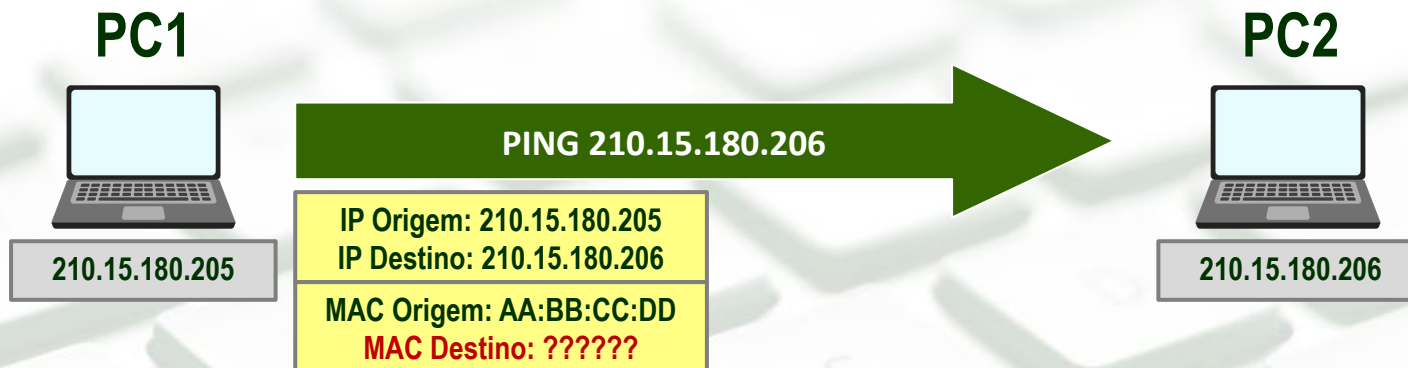 PC1
PC2
PING 210.15.180.206
IP Origem: 210.15.180.205
IP Destino: 210.15.180.206
MAC Origem: AA:BB:CC:DD
MAC Destino: ??????
210.15.180.205
210.15.180.206